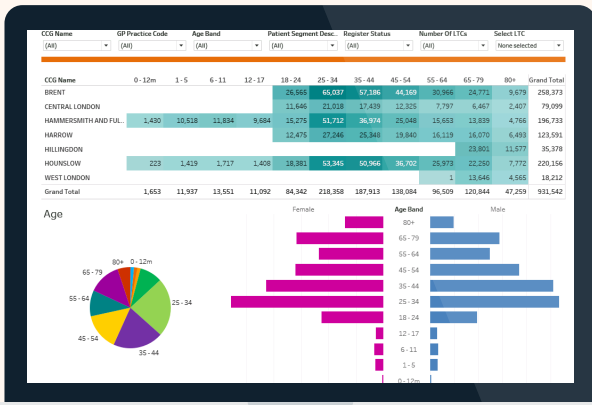 CCG Name GP Practice Code Age Band Patient Segment Desc.. Register Status Number Of LTCs Select LTC
(All) (All) (All) (All) (All) (All) None selected
CCG Name 0 - 12m 1 - 5 6 - 11 12 - 17 18 - 24 25 - 34 35 - 44 45 - 54 55 - 64 65 - 79 80+ Grand Total
BRENT 26,565 65,037 57,186 44,169 30,966 24,771 9,679 258,373
CENTRAL LONDON 11,646 21,018 17,439 12,325 7,797 6,467 2,407 79,099
HAMMERSMITH AND FUL.. 1,430 10,518 11,834 9,684 15,275 51,712 36,974 25,048 15,653 13,839 4,766 196,733
HARROW 12,475 27,246 25,348 19,840 16,119 16,070 6,493 123,591
HILLINGDON 23,801 11,577 35,378
HOUNSLOW 223 1,419 1,717 1,408 18,381 53,345 50,966 36,702 25,973 22,250 7,772 220,156
WEST LONDON 1 13,646 4,565 18,212
Grand Total 1,653 11,937 13,551 11,092 84,342 218,358 187,913 138,084 96,509 120,844 47,259 931,542
Age
Female Age Band Male
80+
65 - 79
55 - 64
45 - 54
35 - 44
25 - 34
18 - 24
12 - 17
6 - 11
1 - 5
0 - 12m
80+ 0 - 12m
65 - 79
55 - 64
25 - 34
45 - 54
35 - 44